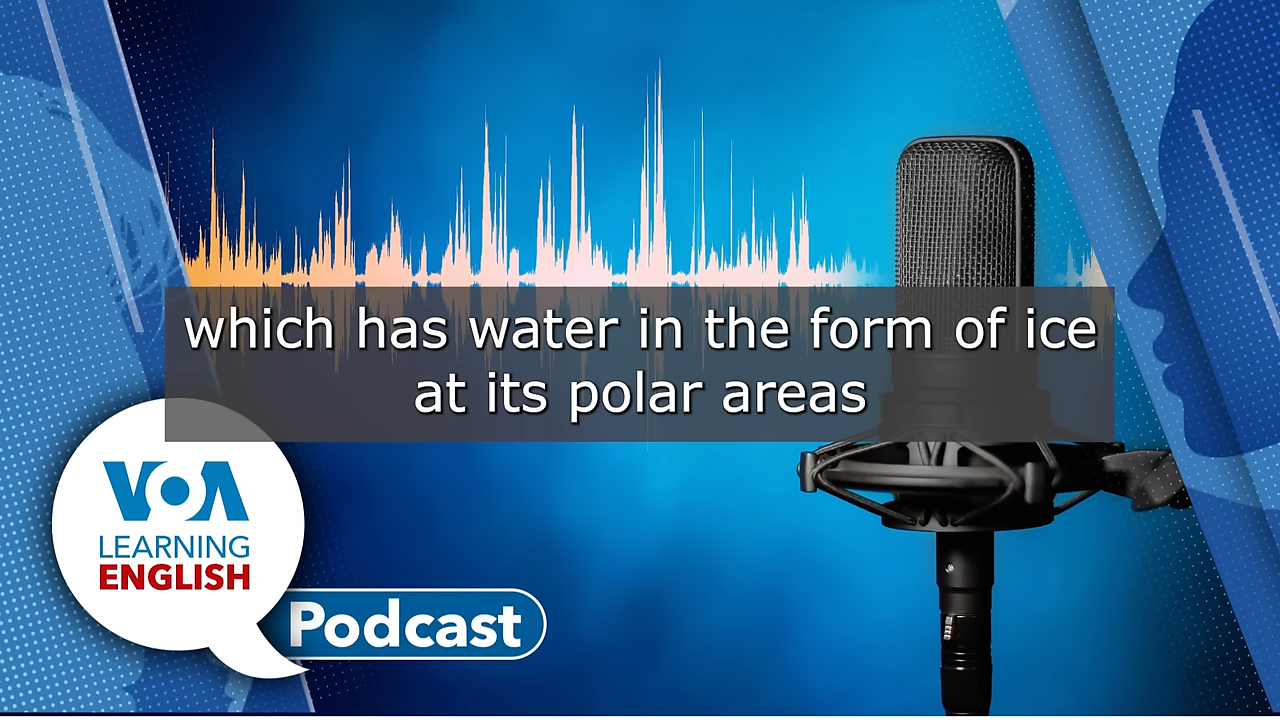 which has water in the form of ice
at its polar areas
VOA
LEARNING
ENGLISH
Podcast